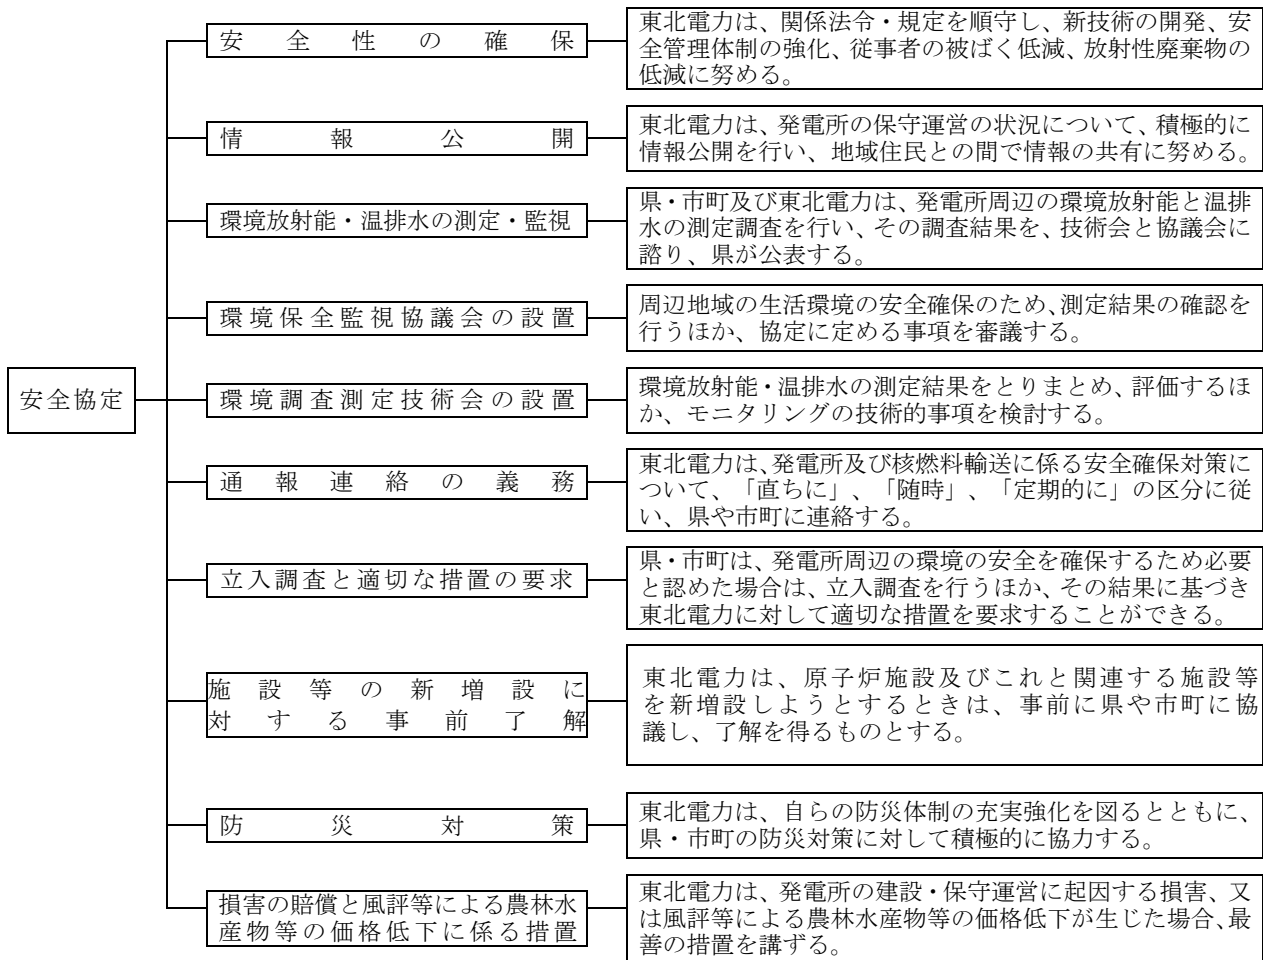 安全協定
安全性の確保
東北電力は、関係法令・規定を順守し、新技術の開発、安
全管理体制の強化、従事者の被ばく低減、放射性廃棄物の
低減に努める。
情報公開
東北電力は、発電所の保守運営の状況について、積極的に
情報公開を行い、地域住民との間で情報の共有に努める。
環境放射能・温排水の測定・監視
県・市町及び東北電力は、発電所周辺の環境放射能と温排
水の測定調査を行い、その調査結果を、技術会と協議会に
諮り、県が公表する。
環境保全監視協議会の設置
周辺地域の生活環境の安全確保のため、測定結果の確認を
行うほか、協定に定める事項を審議する。
環境調査測定技術会の設置
環境放射能・温排水の測定結果をとりまとめ、評価するほ
か、モニタリングの技術的事項を検討する。
通報連絡の義務
東北電力は、発電所及び核燃料輸送に係る安全確保対策に
ついて、「直ちに」、「随時」、「定期的に」の区分に従
い、県や市町に連絡する。
立入調査と適切な措置の要求
県・市町は、発電所周辺の環境の安全を確保するため必要
と認めた場合は、立入調査を行うほか、その結果に基づき
東北電力に対して適切な措置を要求することができる。
施設等の新増設に
対する事前了解
東北電力は、原子炉施設及びこれと関連する施設等
を新増設しようとするときは、事前に県や市町に協
議し、了解を得るものとする。
防災対策
東北電力は、自らの防災体制の充実強化を図るとともに、
県・市町の防災対策に対して積極的に協力する。
損害の賠償と風評等による農林水
産物等の価格低下に係る措置
東北電力は、発電所の建設・保守運営に起因する損害、又
は風評等による農林水産物等の価格低下が生じた場合、最
善の措置を講ずる。